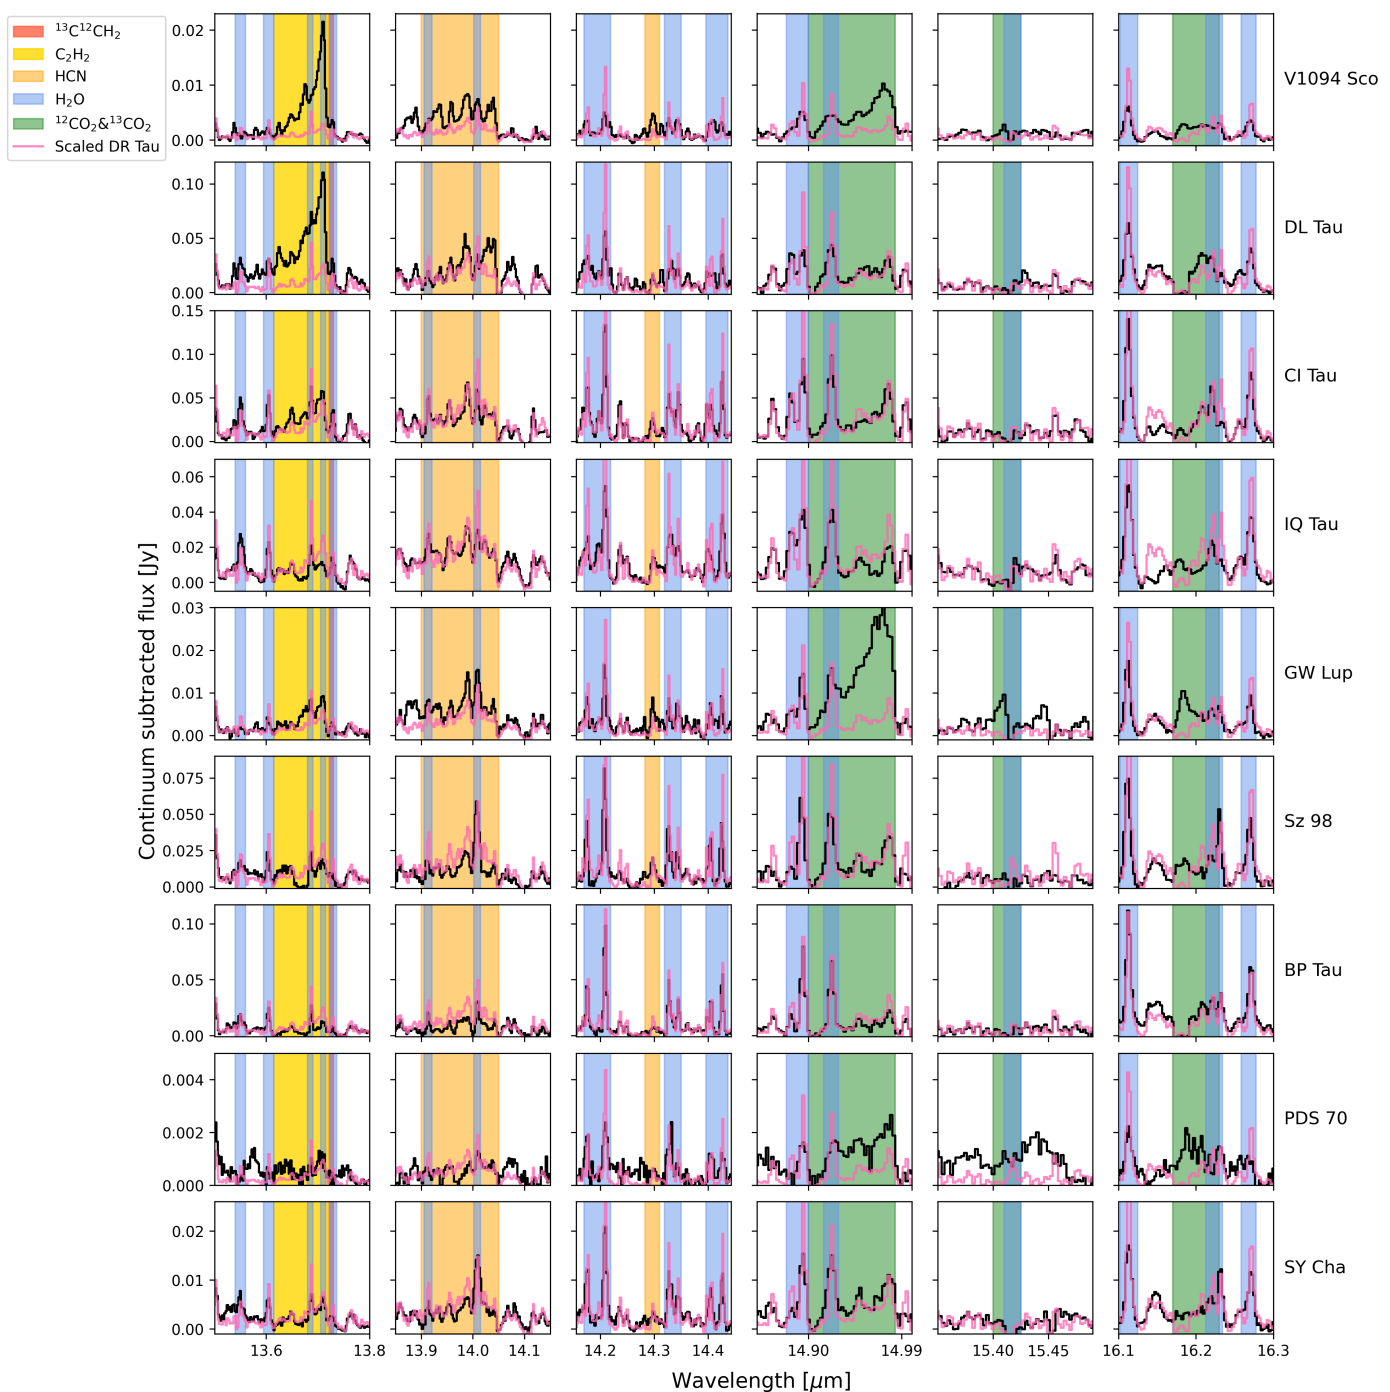 ¹³C¹²CH₂
C₂H₂
HCN
H₂O
¹²CO₂&¹³CO₂
Scaled DR Tau
0.02
0.01
0.00
V1094 Sco
0.10
0.05
0.00
DL Tau
0.15
0.10
0.05
0.00
CI Tau
0.06
0.04
0.02
0.00
IQ Tau
0.03
0.02
0.01
0.00
GW Lup
0.075
0.050
0.025
0.000
Sz 98
0.10
0.05
0.00
BP Tau
0.004
0.002
0.000
PDS 70
0.02
0.01
0.00
SY Cha
13.6 13.8 13.9 14.0 14.1 14.2 14.3 14.4 14.90 14.99 15.40 15.45 16.1 16.2 16.3
Continuum subtracted flux [Jy]
Wavelength [μm]